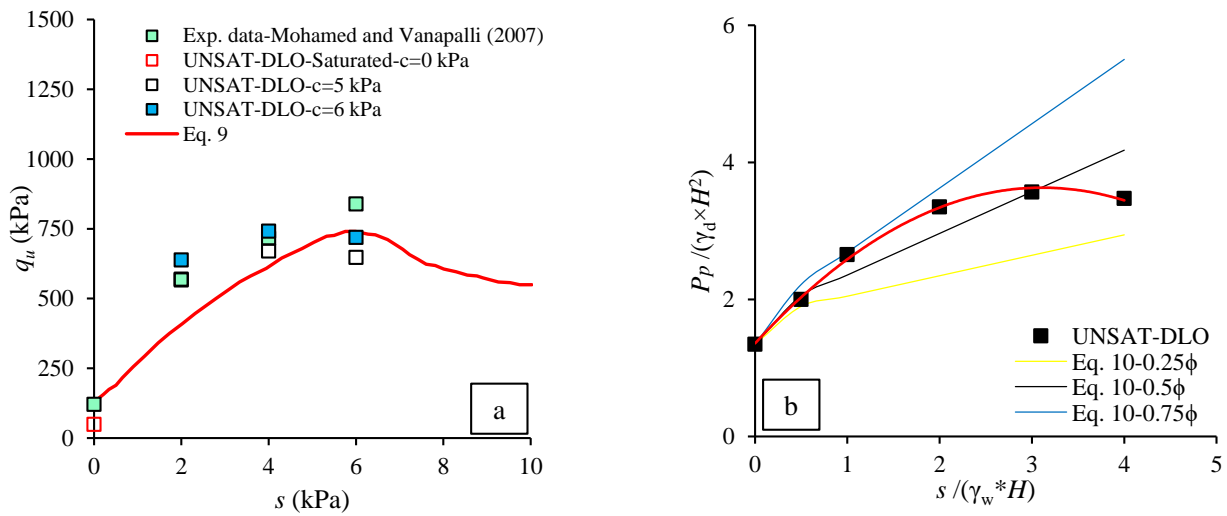 1500
1250
1000
750
500
250
0
0
2
4
6
8
10
q_u (kPa)
s (kPa)
Exp. data-Mohamed and Vanapalli (2007)
UNSAT-DLO-Saturated-c=0 kPa
UNSAT-DLO-c=5 kPa
UNSAT-DLO-c=6 kPa
Eq. 9
a
6
4
2
0
0
1
2
3
4
5
P_p /(γ_d×H²)
s /(γ_w*H)
UNSAT-DLO
Eq. 10-0.25ϕ
Eq. 10-0.5ϕ
Eq. 10-0.75ϕ
b